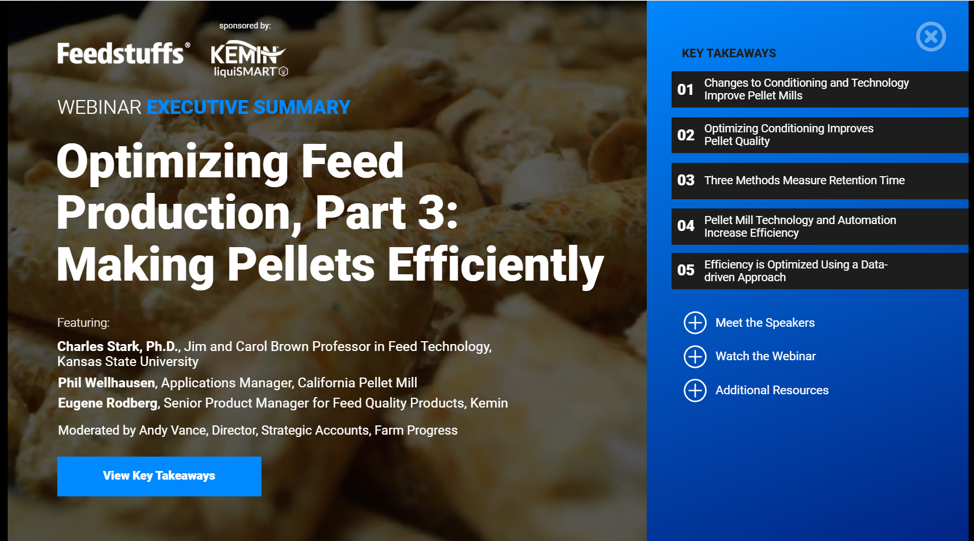 sponsored by:
Feedstuffs®
KEMIN
liquiSMART
WEBINAR EXECUTIVE SUMMARY
Optimizing Feed
Production, Part 3:
Making Pellets Efficiently
Featuring:
Charles Stark, Ph.D., Jim and Carol Brown Professor in Feed Technology,
Kansas State University
Phil Wellhausen, Applications Manager, California Pellet Mill
Eugene Rodberg, Senior Product Manager for Feed Quality Products, Kemin
Moderated by Andy Vance, Director, Strategic Accounts, Farm Progress
View Key Takeaways
KEY TAKEAWAYS
01 Changes to Conditioning and Technology
Improve Pellet Mills
02 Optimizing Conditioning Improves
Pellet Quality
03 Three Methods Measure Retention Time
04 Pellet Mill Technology and Automation
Increase Efficiency
05 Efficiency is Optimized Using a Data-
driven Approach
Meet the Speakers
Watch the Webinar
Additional Resources